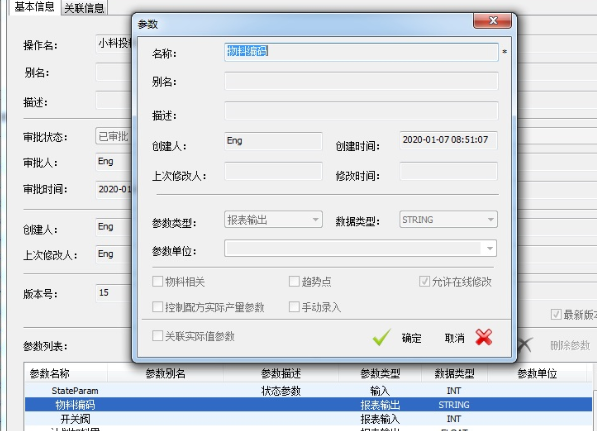 基本信息 关联信息
参数
操作名： 小料投料
名称： 物料编码 *
别名：
别名：
描述：
描述：
审批状态： 已审批
创建人： Eng 创建时间： 2020-01-07 08:51:07
审批人： Eng
上次修改人： 修改时间：
审批时间： 2020-01
参数类型： 报表输出 数据类型： STRING
创建人： Eng
参数单位：
上次修改人： Eng
物料相关 趋势点 允许在线修改
版本号： 15
控制配方实际产量参数 手动录入
最新版本
关联实际值参数 确定 取消
参数列表： 删除参数
参数名称 参数别名 参数描述 参数类型 数据类型 参数单位
StateParam 状态参数 输入 INT
物料编码 报表输出 STRING
开关阀 报表输入 INT